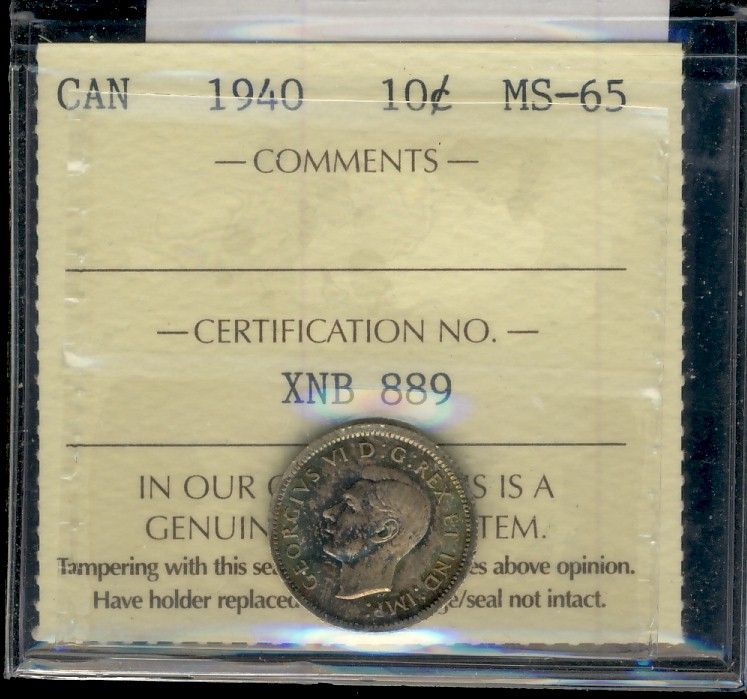 CAN 1940 10¢ MS-65
— COMMENTS —
— CERTIFICATION NO. —
XNB 889
IN OUR S IS A
GENUIN TEM.
Tampering with this sea es above opinion.
Have holder replaced e/seal not intact.
GEORGIVS VI D:G:REX ET IND:IMP: